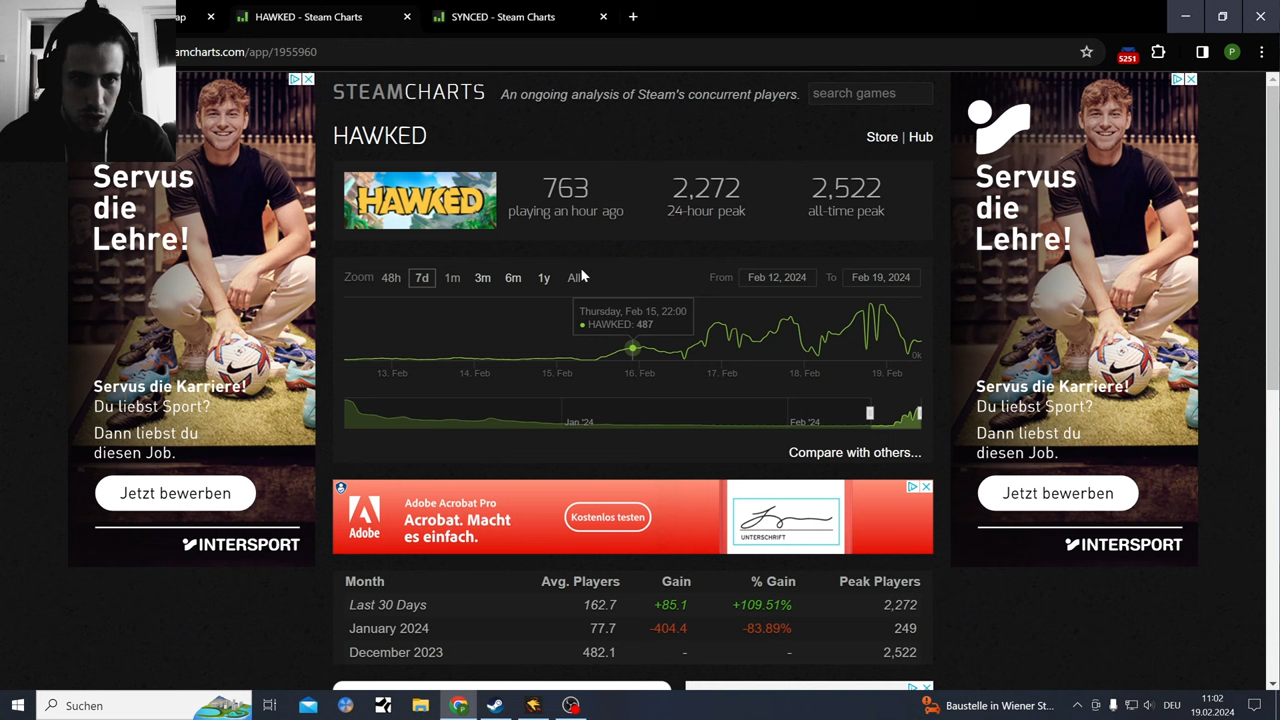 ap
HAWKED - Steam Charts
SYNCED - Steam Charts
amcharts.com/app/1955960
5251
P
STEAMCHARTS
An ongoing analysis of Steam's concurrent players.
search games
HAWKED
Store | Hub
HAWKED
763
playing an hour ago
2,272
24-hour peak
2,522
all-time peak
Zoom 48h 7d 1m 3m 6m 1y All
From Feb 12, 2024 To Feb 19, 2024
Thursday, Feb 15, 22:00
HAWKED: 487
0k
13. Feb 14. Feb 15. Feb 16. Feb 17. Feb 18. Feb 19. Feb
Jan '24 Feb '24
Compare with others...
Servus
die
Lehre!
Servus die Karriere!
Du liebst Sport?
Dann liebst du
diesen Job.
Jetzt bewerben
INTERSPORT
Adobe
Adobe Acrobat Pro
Acrobat. Macht
es einfach.
Kostenlos testen
UNTERSCHRIFT
Servus
die
Lehre!
Servus die Karriere!
Du liebst Sport?
Dann liebst du
diesen Job.
Jetzt bewerben
INTERSPORT
Month Avg. Players Gain % Gain Peak Players
Last 30 Days 162.7 +85.1 +109.51% 2,272
January 2024 77.7 -404.4 -83.89% 249
December 2023 482.1 - - 2,522
Suchen
Baustelle in Wiener St...
DEU
11:02
19.02.2024